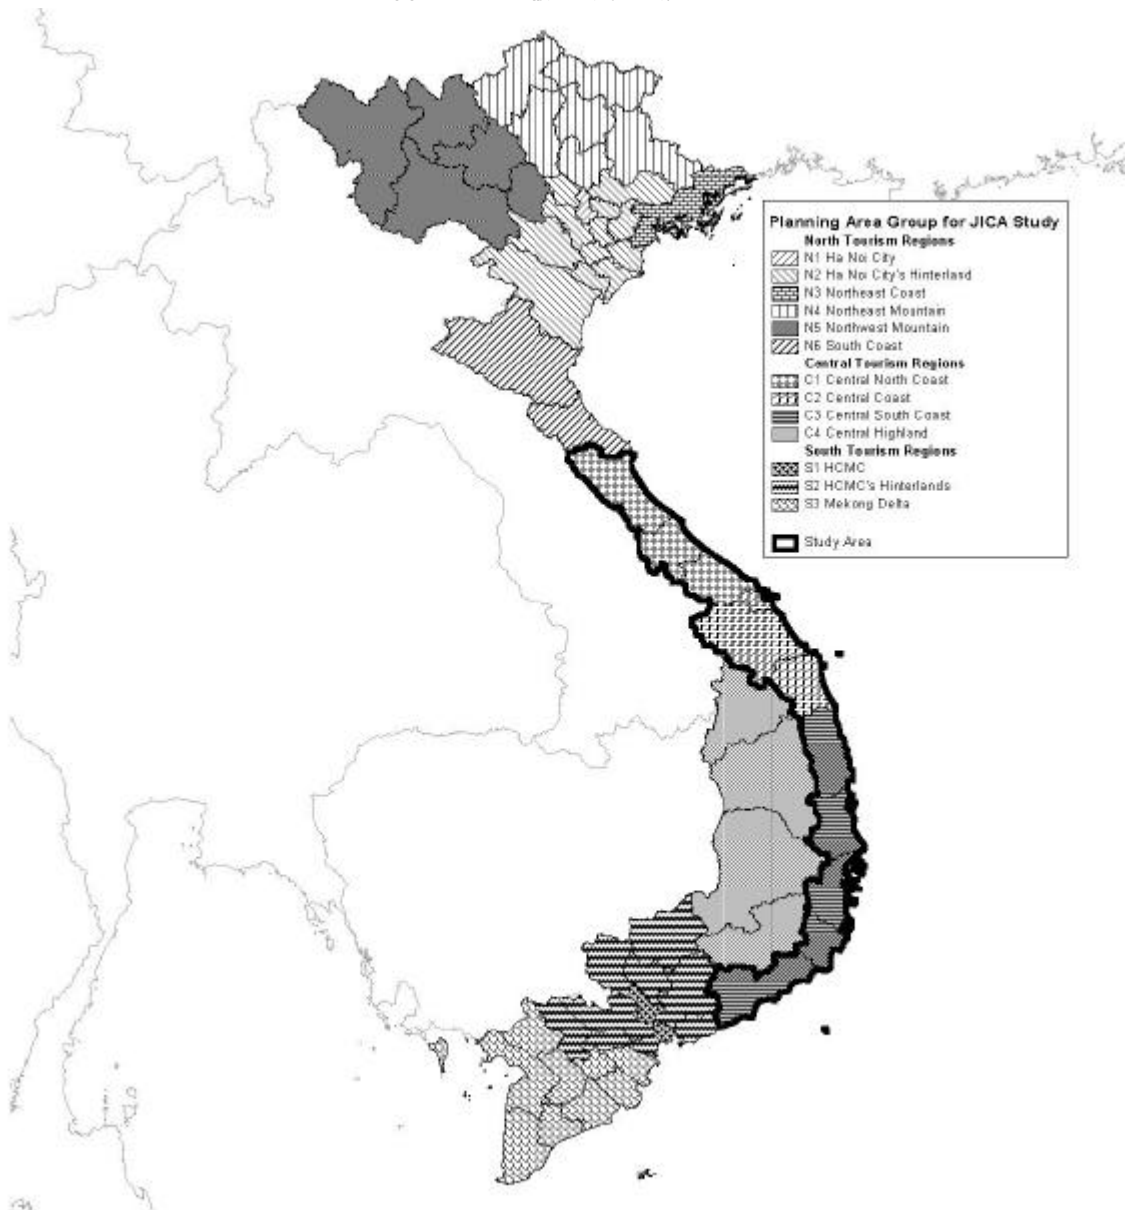 Planning Area Group for JICA Study
North Tourism Regions
N1 Ha Noi City
N2 Ha Noi City's Hinterland
N3 Northeast Coast
N4 Northeast Mountain
N5 Northwest Mountain
N6 South Coast
Central Tourism Regions
C1 Central North Coast
C2 Central Coast
C3 Central South Coast
C4 Central Highland
South Tourism Regions
S1 HCMC
S2 HCMC's Hinterlands
S3 Mekong Delta
Study Area